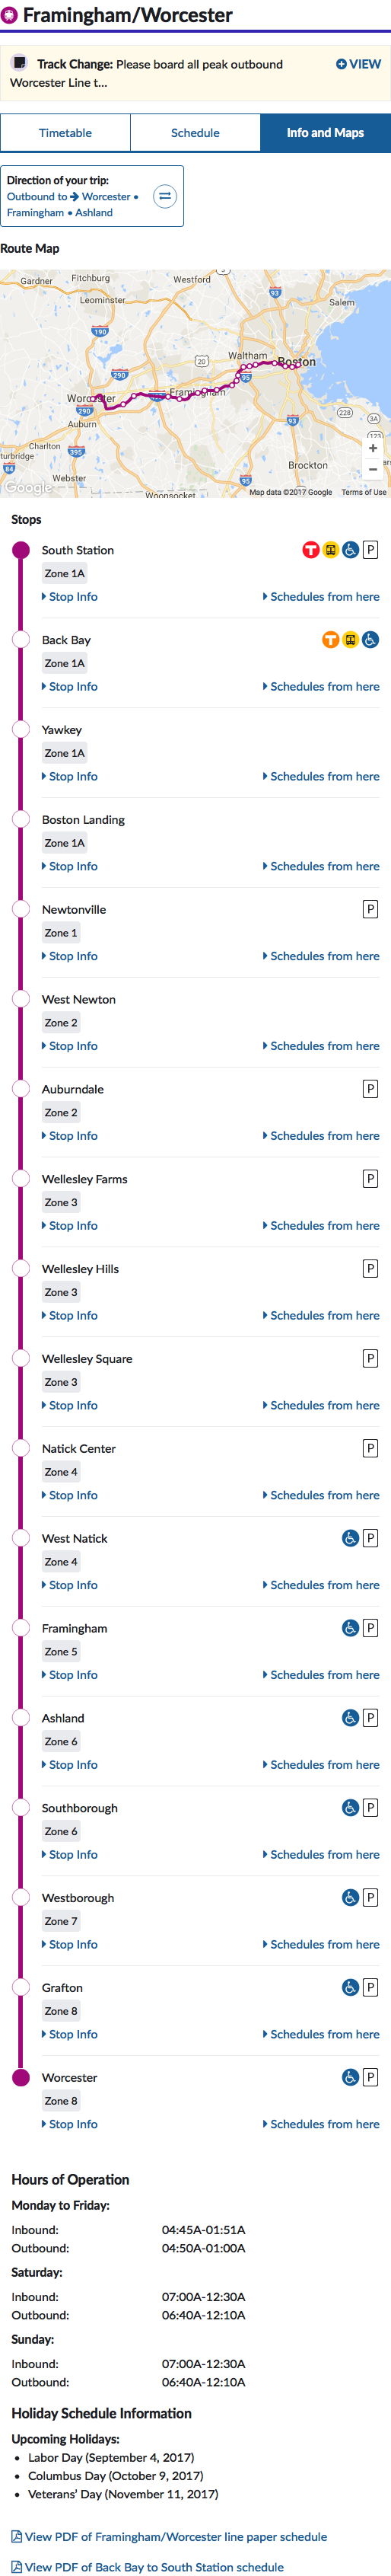 Framingham/Worcester
Track Change: Please board all peak outbound
Worcester Line t...
VIEW
Timetable
Schedule
Info and Maps
Direction of your trip:
Outbound to → Worcester •
Framingham • Ashland
Route Map
Gardner
Fitchburg
Westford
3
Leominster
93
Salem
190
Waltham
Boston
20
290
95
Worcester
Framingham
290
Auburn
93
228
3A
123
Charlton
395
turbridge
84
Brockton
Webster
95
Google
Woonsocket
Map data ©2017 Google
Terms of Use
Stops
South Station
T
P
Zone 1A
Stop Info
Schedules from here
Back Bay
T
Zone 1A
Stop Info
Schedules from here
Yawkey
Zone 1A
Stop Info
Schedules from here
Boston Landing
Zone 1A
Stop Info
Schedules from here
Newtonville
P
Zone 1
Stop Info
Schedules from here
West Newton
Zone 2
Stop Info
Schedules from here
Auburndale
P
Zone 2
Stop Info
Schedules from here
Wellesley Farms
P
Zone 3
Stop Info
Schedules from here
Wellesley Hills
P
Zone 3
Stop Info
Schedules from here
Wellesley Square
P
Zone 3
Stop Info
Schedules from here
Natick Center
P
Zone 4
Stop Info
Schedules from here
West Natick
P
Zone 4
Stop Info
Schedules from here
Framingham
P
Zone 5
Stop Info
Schedules from here
Ashland
P
Zone 6
Stop Info
Schedules from here
Southborough
P
Zone 6
Stop Info
Schedules from here
Westborough
P
Zone 7
Stop Info
Schedules from here
Grafton
P
Zone 8
Stop Info
Schedules from here
Worcester
P
Zone 8
Stop Info
Schedules from here
Hours of Operation
Monday to Friday:
Inbound: 04:45A-01:51A
Outbound: 04:50A-01:00A
Saturday:
Inbound: 07:00A-12:30A
Outbound: 06:40A-12:10A
Sunday:
Inbound: 07:00A-12:30A
Outbound: 06:40A-12:10A
Holiday Schedule Information
Upcoming Holidays:
• Labor Day (September 4, 2017)
• Columbus Day (October 9, 2017)
• Veterans' Day (November 11, 2017)
View PDF of Framingham/Worcester line paper schedule
View PDF of Back Bay to South Station schedule